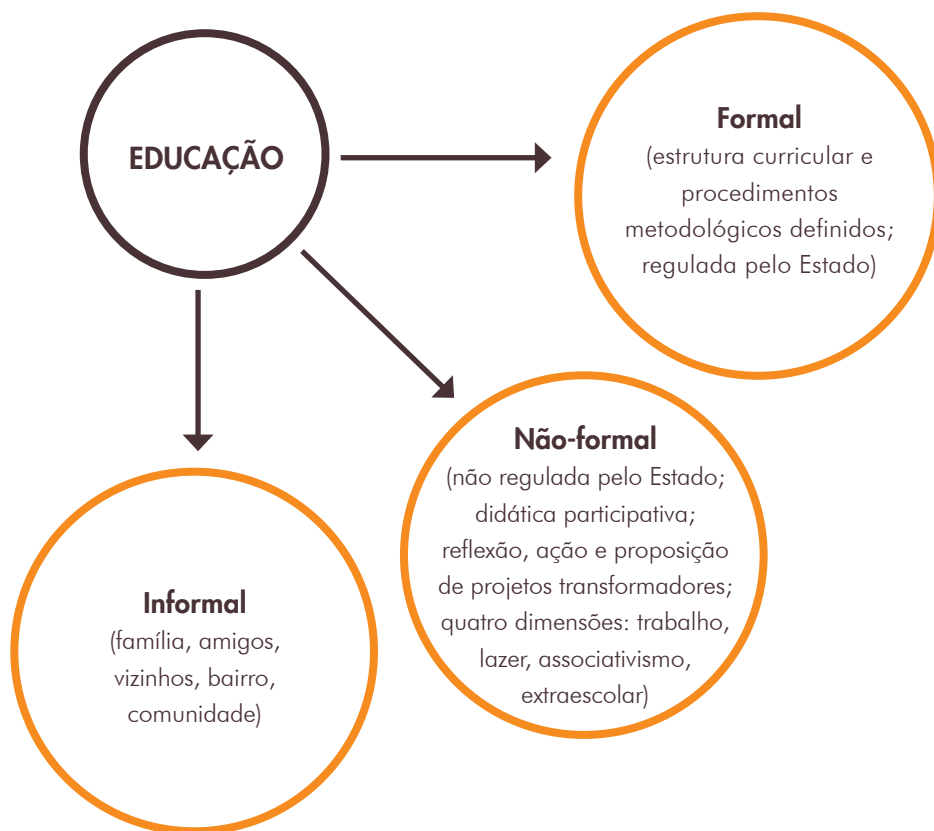 EDUCAÇÃO
Formal
(estrutura curricular e
procedimentos
metodológicos definidos;
regulada pelo Estado)
Não-formal
(não regulada pelo Estado;
didática participativa;
reflexão, ação e proposição
de projetos transformadores;
quatro dimensões: trabalho,
lazer, associativismo,
extraescolar)
Informal
(família, amigos,
vizinhos, bairro,
comunidade)